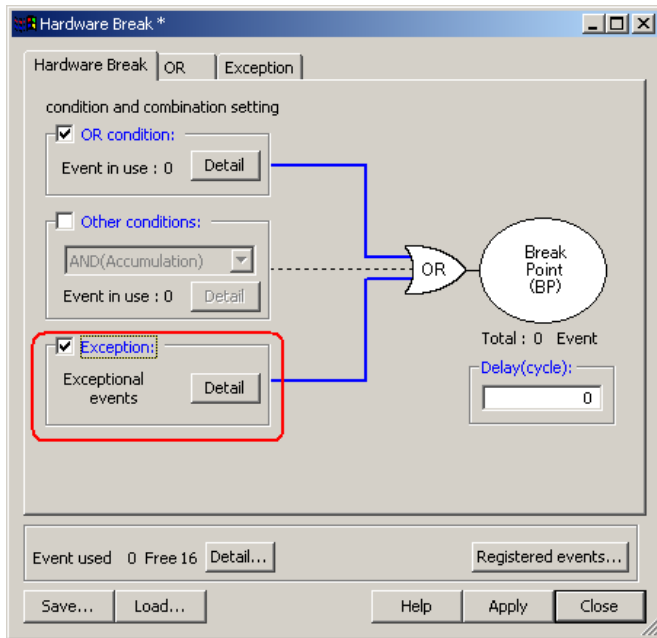 Hardware Break *
Hardware Break OR Exception
condition and combination setting
OR condition:
Event in use : 0 Detail
Other conditions:
AND(Accumulation)
Event in use : 0 Detail
Exception:
Exceptional
events
Detail
OR
Break
Point
(BP)
Total : 0 Event
Delay(cycle):
0
Event used 0 Free 16 Detail... Registered events...
Save... Load... Help Apply Close